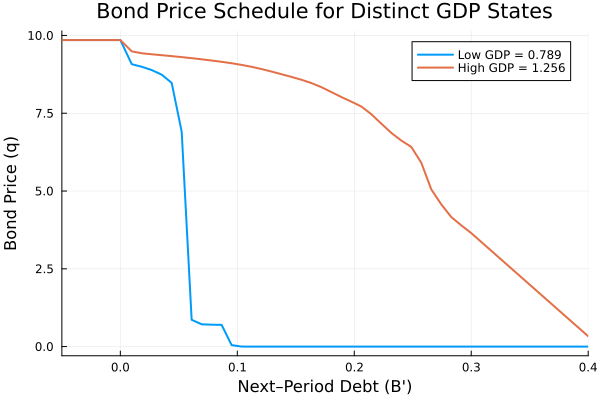 Bond Price Schedule for Distinct GDP States
10.0
Low GDP = 0.789
High GDP = 1.256
7.5
Bond Price (q)
5.0
2.5
0.0
0.0 0.1 0.2 0.3 0.4
Next–Period Debt (B')